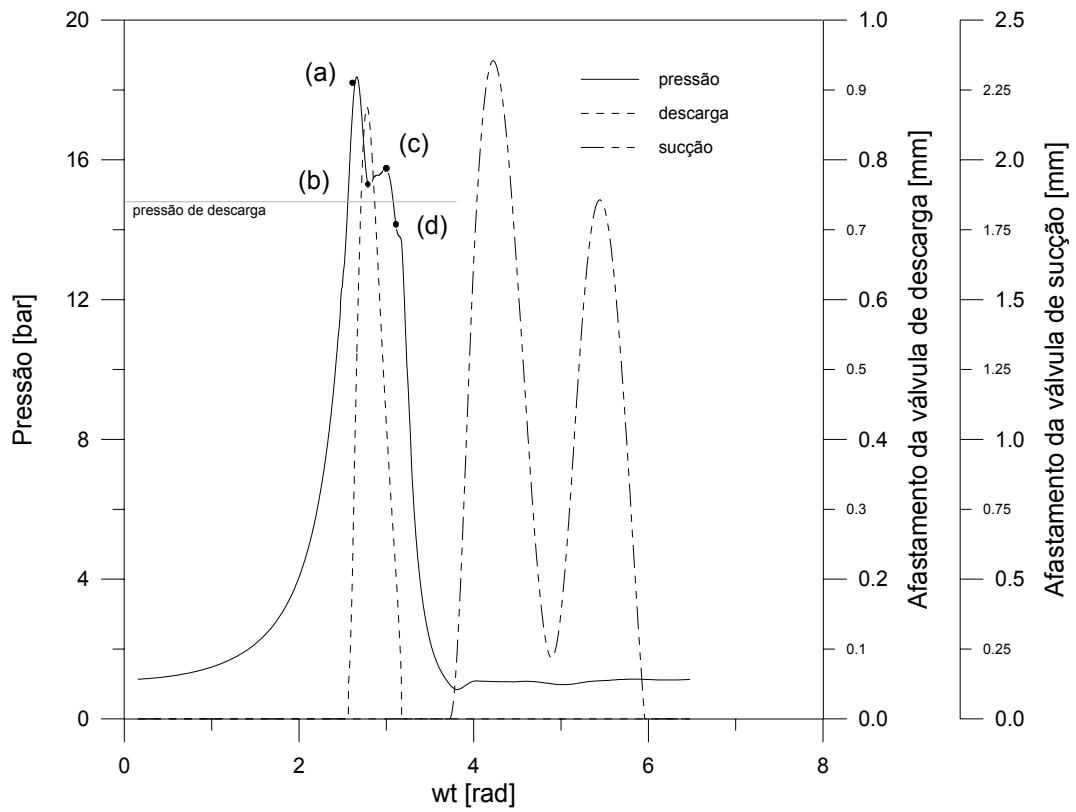 20
16
12
8
4
0
Pressão [bar]
0
2
4
6
8
wt [rad]
(a)
(b)
(c)
(d)
pressão de descarga
pressão
descarga
sucção
1.0
0.9
0.8
0.7
0.6
0.5
0.4
0.3
0.2
0.1
0.0
Afastamento da válvula de descarga [mm]
2.5
2.25
2.0
1.75
1.5
1.25
1.0
0.75
0.5
0.25
0.0
Afastamento da válvula de sucção [mm]